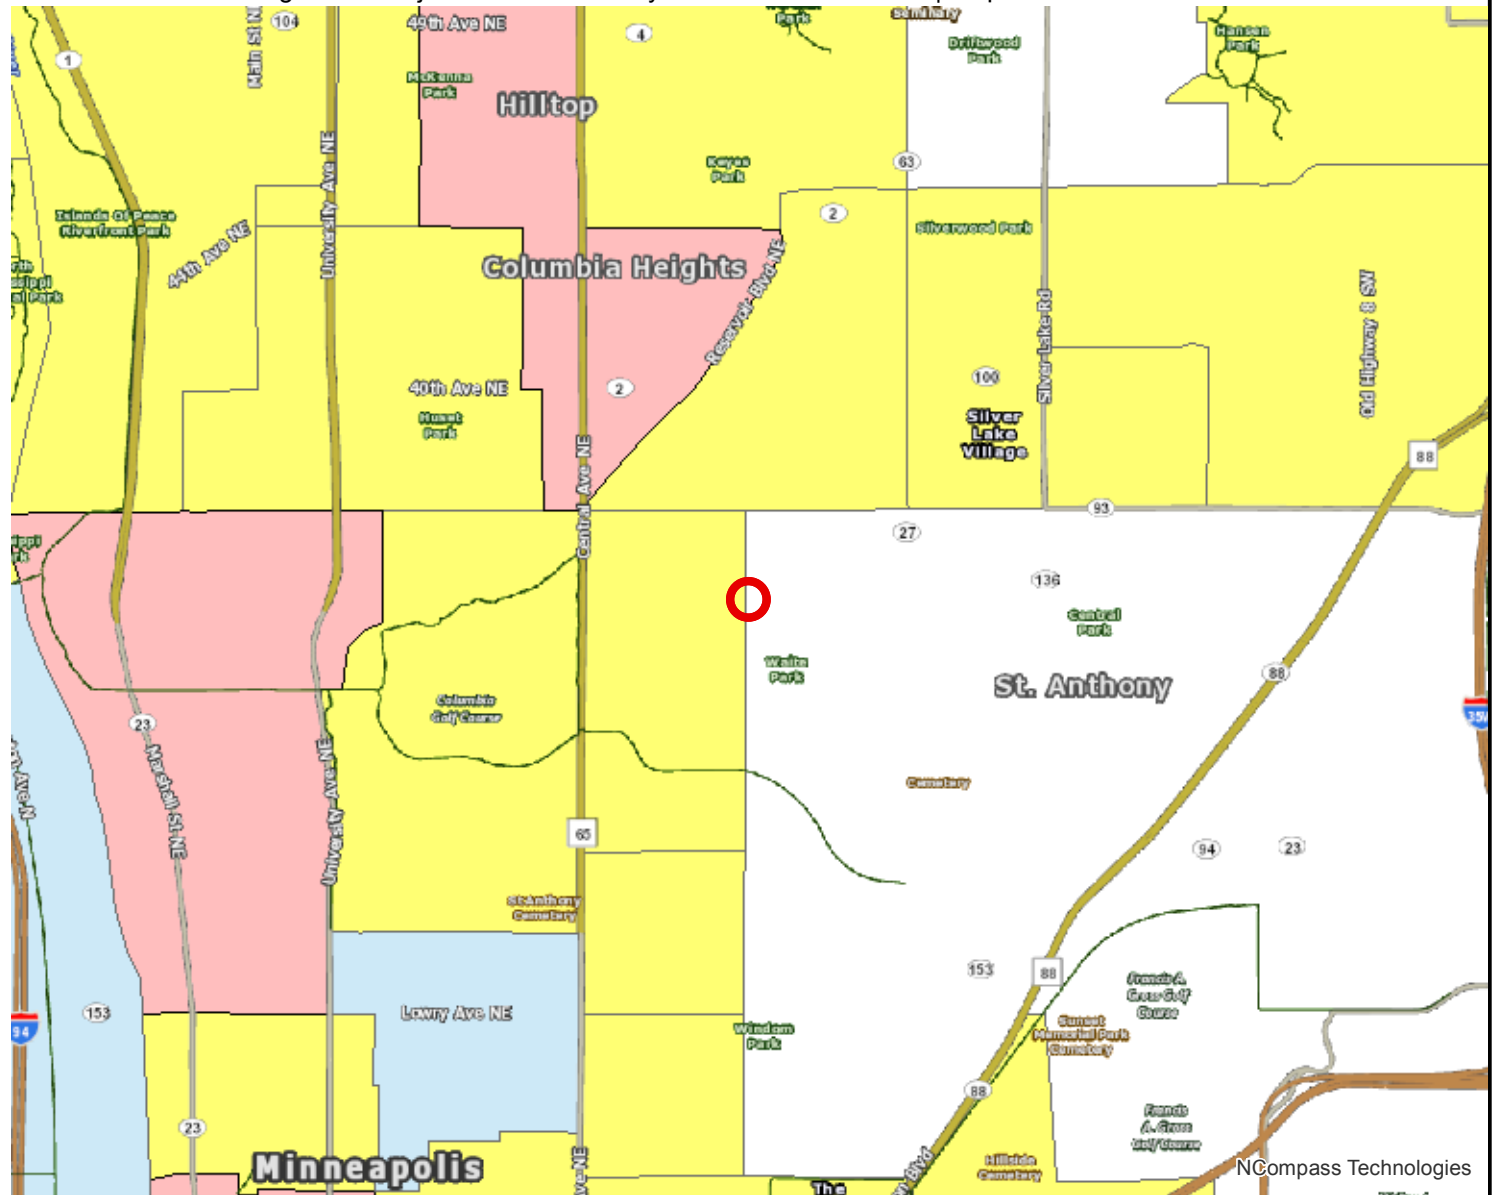 104
49th Ave NE
4
Park
Seminary
Driftwood
Park
Hansen
Park
1
Main St NE
McKenna
Park
Hilltop
University Ave NE
Keyes
Park
63
Islands Of Peace
Riverfront Park
44th Ave NE
2
Silverwood Park
Columbia Heights
Reservoir Blvd NE
Silver Lake Rd
Old Highway 8 SW
40th Ave NE
2
100
Huset
Park
Silver
Lake
Village
88
Central Ave NE
93
27
136
Central
Park
Waite
Park
St. Anthony
88
Columbia
Golf Course
23
35W
Marshall St NE
University Ave NE
Cemetery
65
94
23
St Anthony
Cemetery
153
88
Francis A.
Gross Golf
Course
153
Lowry Ave NE
94
Windom
Park
Sunset
Memorial Park
Cemetery
88
23
Francis
A. Gross
Golf Course
Minneapolis
Ave NE
Blvd
Hillside
Cemetery
The
NCompass Technologies